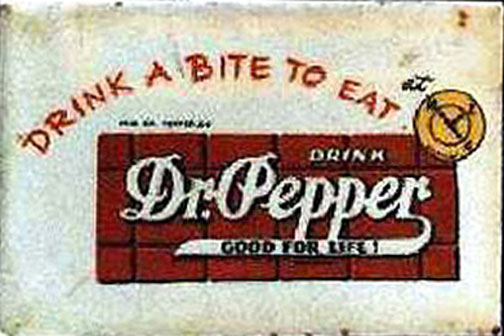 DRINK A BITE TO EAT
at
DRINK
Dr.Pepper
GOOD FOR LIFE!